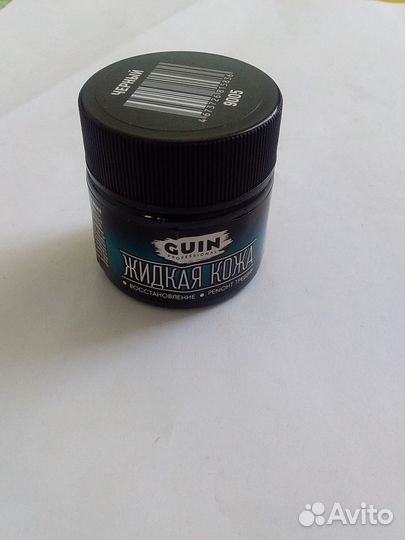 ЧЕРНЫЙ
9005
GUIN
PROFESSIONAL
ЖИДКАЯ КОЖА
• ВОССТАНОВЛЕНИЕ • РЕМОНТ
Avito